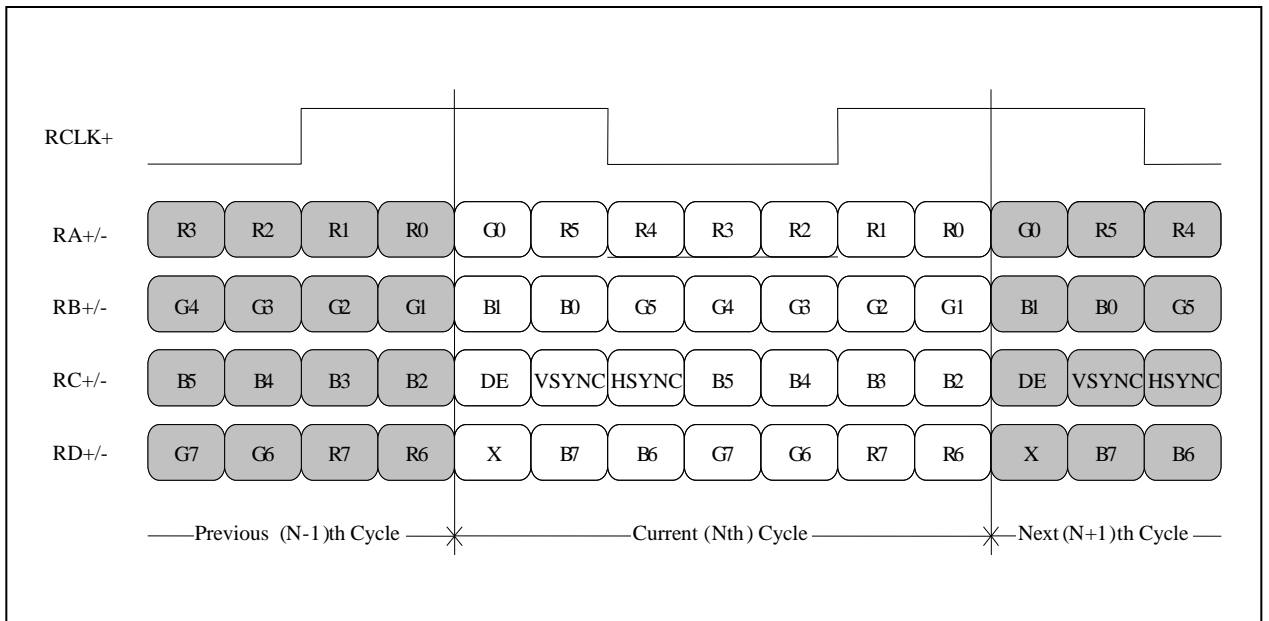 RCLK+
RA+/- R3 R2 R1 R0 G0 R5 R4 R3 R2 R1 R0 G0 R5 R4
RB+/- G4 G3 G2 G1 B1 B0 G5 G4 G3 G2 G1 B1 B0 G5
RC+/- B5 B4 B3 B2 DE VSYNC HSYNC B5 B4 B3 B2 DE VSYNC HSYNC
RD+/- G7 G6 R7 R6 X B7 B6 G7 G6 R7 R6 X B7 B6
Previous (N-1)th Cycle Current (Nth) Cycle Next (N+1)th Cycle